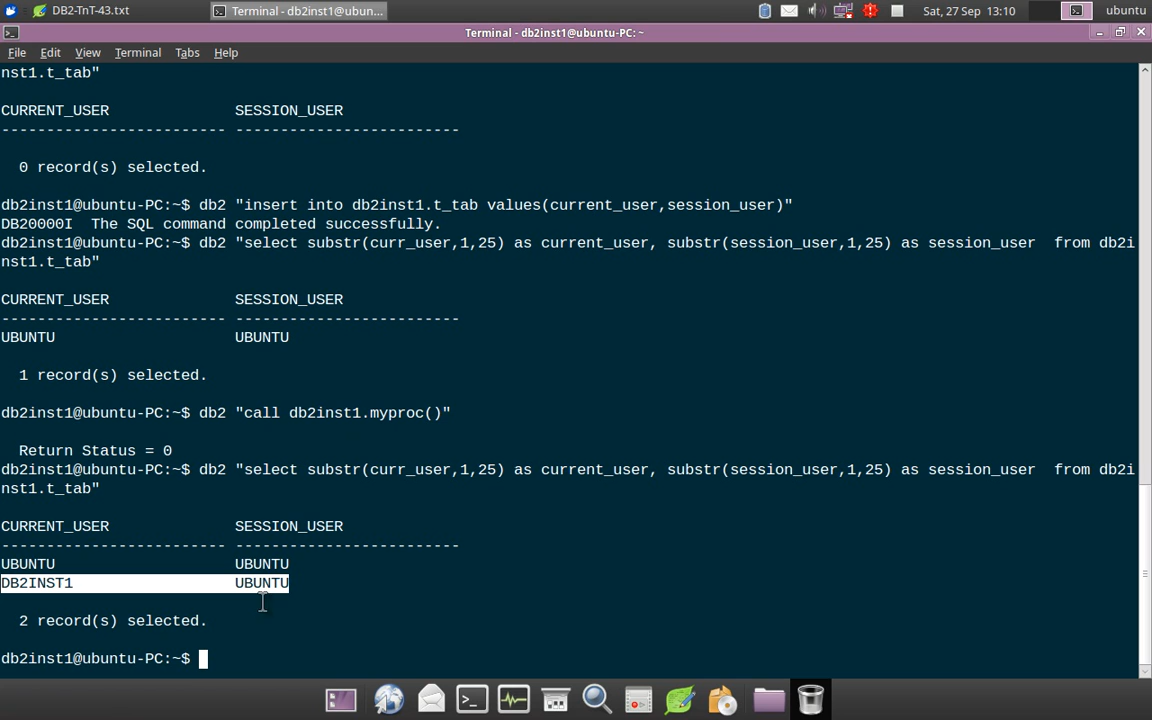 DB2-TnT-43.txt
Terminal - db2inst1@ubun...
Sat, 27 Sep 13:10
ubuntu
Terminal - db2inst1@ubuntu-PC: ~
File Edit View Terminal Tabs Help
nst1.t_tab"
CURRENT_USER SESSION_USER
------------------------- -------------------------
0 record(s) selected.
db2inst1@ubuntu-PC:~$ db2 "insert into db2inst1.t_tab values(current_user,session_user)"
DB20000I  The SQL command completed successfully.
db2inst1@ubuntu-PC:~$ db2 "select substr(curr_user,1,25) as current_user, substr(session_user,1,25) as session_user  from db2i
nst1.t_tab"
CURRENT_USER SESSION_USER
------------------------- -------------------------
UBUNTU UBUNTU
1 record(s) selected.
db2inst1@ubuntu-PC:~$ db2 "call db2inst1.myproc()"
Return Status = 0
db2inst1@ubuntu-PC:~$ db2 "select substr(curr_user,1,25) as current_user, substr(session_user,1,25) as session_user  from db2i
nst1.t_tab"
CURRENT_USER SESSION_USER
------------------------- -------------------------
UBUNTU UBUNTU
DB2INST1 UBUNTU
2 record(s) selected.
db2inst1@ubuntu-PC:~$